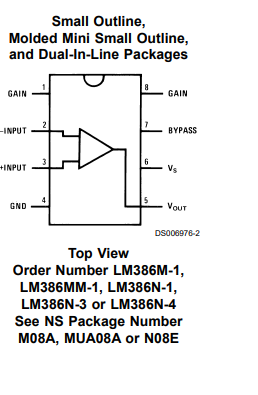 Small Outline,
Molded Mini Small Outline,
and Dual-In-Line Packages
1 8
GAIN GAIN
2 7
–INPUT BYPASS
3 6
+INPUT VS
4 5
GND VOUT
DS006976-2
Top View
Order Number LM386M-1,
LM386MM-1, LM386N-1,
LM386N-3 or LM386N-4
See NS Package Number
M08A, MUA08A or N08E